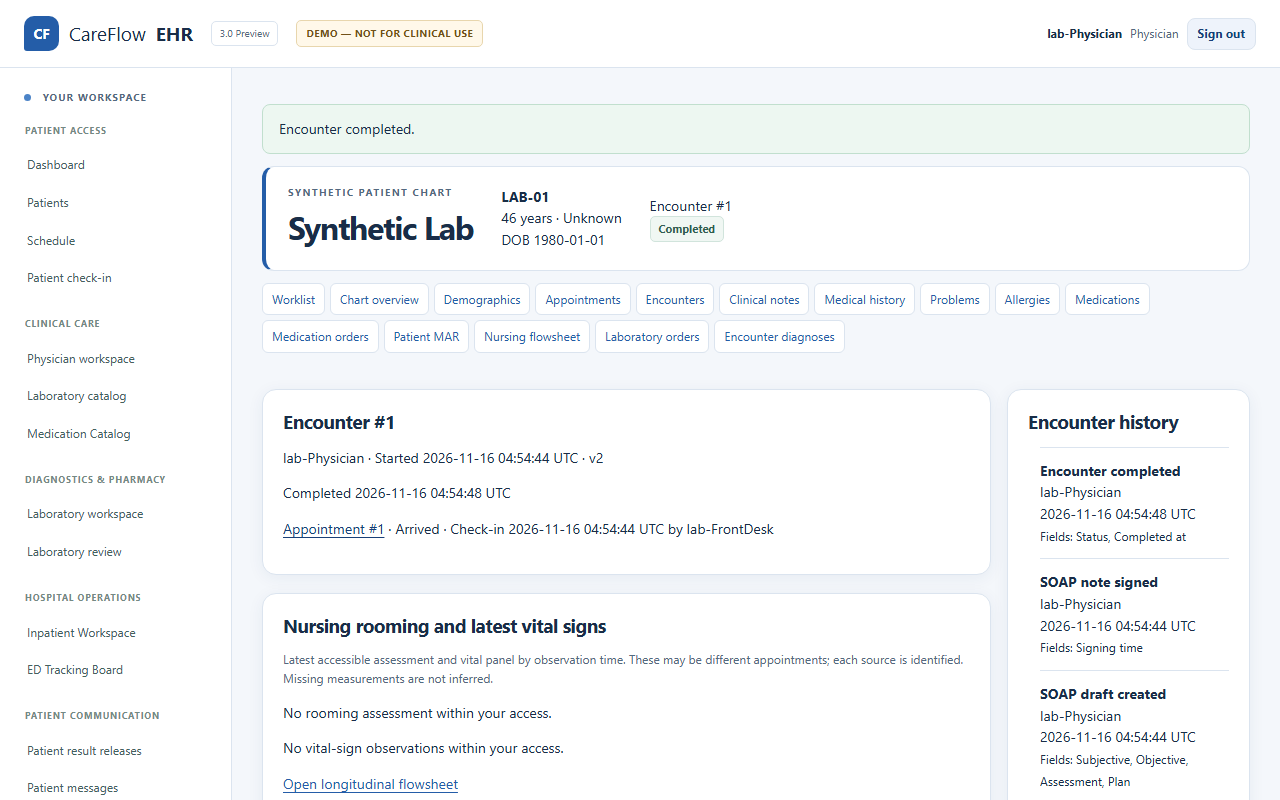 CF CareFlow EHR 3.0 Preview DEMO — NOT FOR CLINICAL USE lab-Physician Physician Sign out
YOUR WORKSPACE
PATIENT ACCESS
Dashboard
Patients
Schedule
Patient check-in
CLINICAL CARE
Physician workspace
Laboratory catalog
Medication Catalog
DIAGNOSTICS & PHARMACY
Laboratory workspace
Laboratory review
HOSPITAL OPERATIONS
Inpatient Workspace
ED Tracking Board
PATIENT COMMUNICATION
Patient result releases
Patient messages
Encounter completed.
SYNTHETIC PATIENT CHART
Synthetic Lab
LAB-01
46 years · Unknown
DOB 1980-01-01
Encounter #1
Completed
Worklist Chart overview Demographics Appointments Encounters Clinical notes Medical history Problems Allergies Medications
Medication orders Patient MAR Nursing flowsheet Laboratory orders Encounter diagnoses
Encounter #1
lab-Physician · Started 2026-11-16 04:54:44 UTC · v2
Completed 2026-11-16 04:54:48 UTC
Appointment #1 · Arrived · Check-in 2026-11-16 04:54:44 UTC by lab-FrontDesk
Nursing rooming and latest vital signs
Latest accessible assessment and vital panel by observation time. These may be different appointments; each source is identified.
Missing measurements are not inferred.
No rooming assessment within your access.
No vital-sign observations within your access.
Open longitudinal flowsheet
Encounter history
Encounter completed
lab-Physician
2026-11-16 04:54:48 UTC
Fields: Status, Completed at
SOAP note signed
lab-Physician
2026-11-16 04:54:44 UTC
Fields: Signing time
SOAP draft created
lab-Physician
2026-11-16 04:54:44 UTC
Fields: Subjective, Objective,
Assessment, Plan